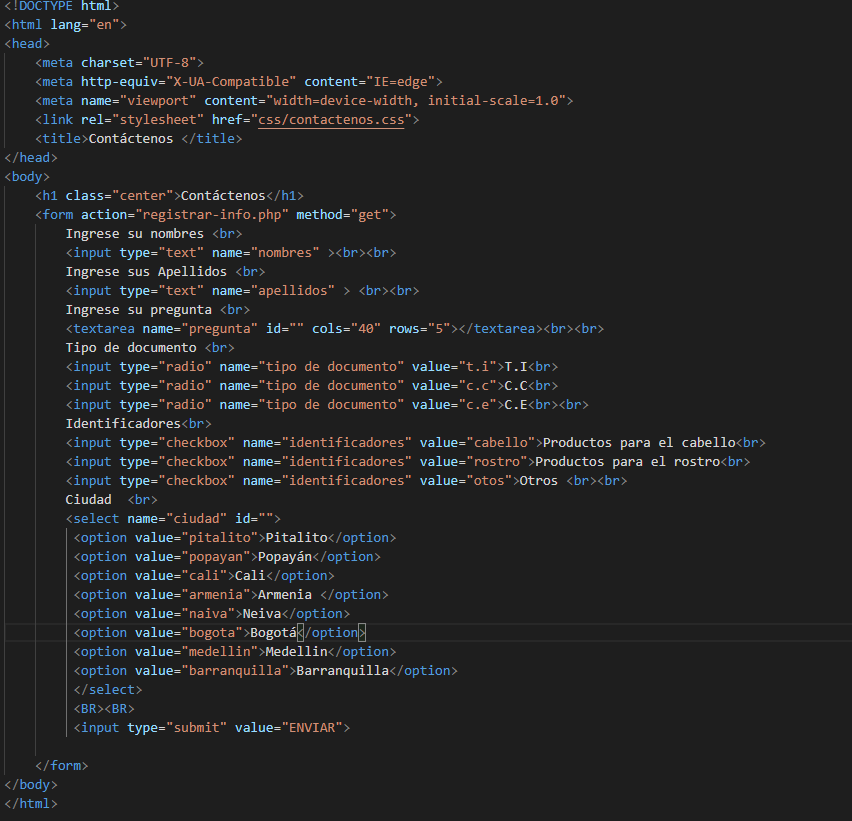 <!DOCTYPE html>
<html lang="en">
<head>
    <meta charset="UTF-8">
    <meta http-equiv="X-UA-Compatible" content="IE=edge">
    <meta name="viewport" content="width=device-width, initial-scale=1.0">
    <link rel="stylesheet" href="css/contactenos.css">
    <title>Contáctenos </title>
</head>
<body>
    <h1 class="center">Contáctenos</h1>
    <form action="registrar-info.php" method="get">
        Ingrese su nombres <br>
        <input type="text" name="nombres" ><br><br>
        Ingrese sus Apellidos <br>
        <input type="text" name="apellidos" > <br><br>
        Ingrese su pregunta <br>
        <textarea name="pregunta" id="" cols="40" rows="5"></textarea><br><br>
        Tipo de documento <br>
        <input type="radio" name="tipo de documento" value="t.i">T.I<br>
        <input type="radio" name="tipo de documento" value="c.c">C.C<br>
        <input type="radio" name="tipo de documento" value="c.e">C.E<br><br>
        Identificadores<br>
        <input type="checkbox" name="identificadores" value="cabello">Productos para el cabello<br>
        <input type="checkbox" name="identificadores" value="rostro">Productos para el rostro<br>
        <input type="checkbox" name="identificadores" value="otos">Otros <br><br>
        Ciudad  <br>
        <select name="ciudad" id="">
         <option value="pitalito">Pitalito</option>
         <option value="popayan">Popayán</option>
         <option value="cali">Cali</option>
         <option value="armenia">Armenia </option>
         <option value="naiva">Neiva</option>
         <option value="bogota">Bogotá</option>
         <option value="medellin">Medellin</option>
         <option value="barranquilla">Barranquilla</option>
         </select>
         <BR><BR>
         <input type="submit" value="ENVIAR">
    </form>
</body>
</html>